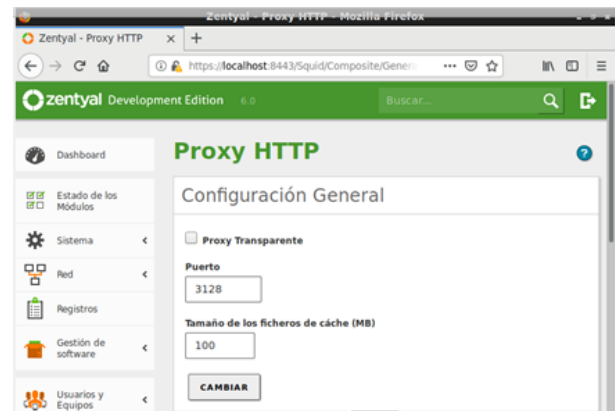 Zentyal - Proxy HTTP - Mozilla Firefox
Zentyal - Proxy HTTP
https://localhost:8443/Squid/Composite/Gener
zentyal Development Edition 6.0
Buscar...
Dashboard
Estado de los
Módulos
Sistema
Red
Registros
Gestión de
software
Usuarios y
Equipos
Proxy HTTP
Configuración General
Proxy Transparente
Puerto
3128
Tamaño de los ficheros de cáche (MB)
100
CAMBIAR